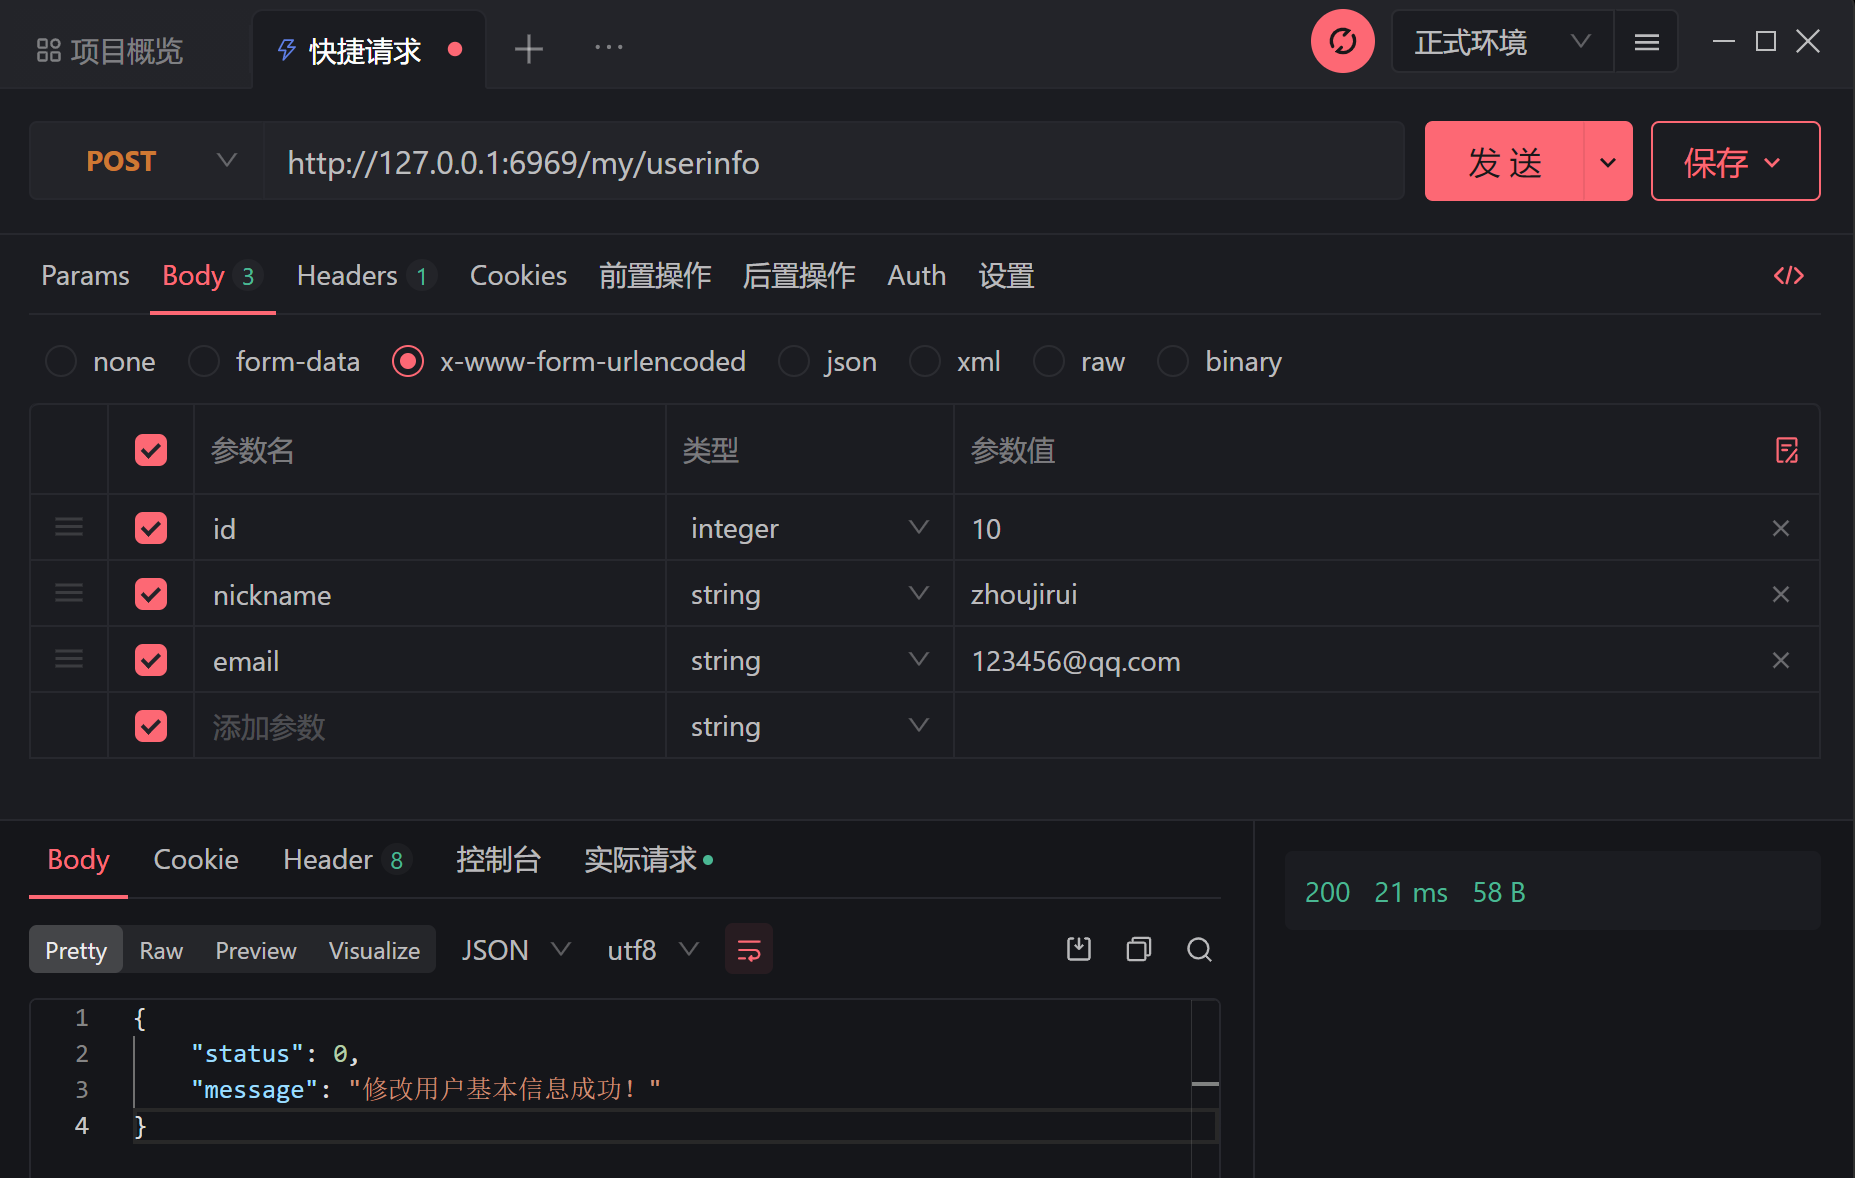 项目概览 快捷请求 正式环境
POST http://127.0.0.1:6969/my/userinfo 发 送 保存
Params Body 3 Headers 1 Cookies 前置操作 后置操作 Auth 设置 </>
none form-data x-www-form-urlencoded json xml raw binary
参数名 类型 参数值
id integer 10
nickname string zhoujirui
email string 123456@qq.com
添加参数 string
Body Cookie Header 8 控制台 实际请求
200 21 ms 58 B
Pretty Raw Preview Visualize JSON utf8
1 {
2 "status": 0,
3 "message": "修改用户基本信息成功！"
4 }